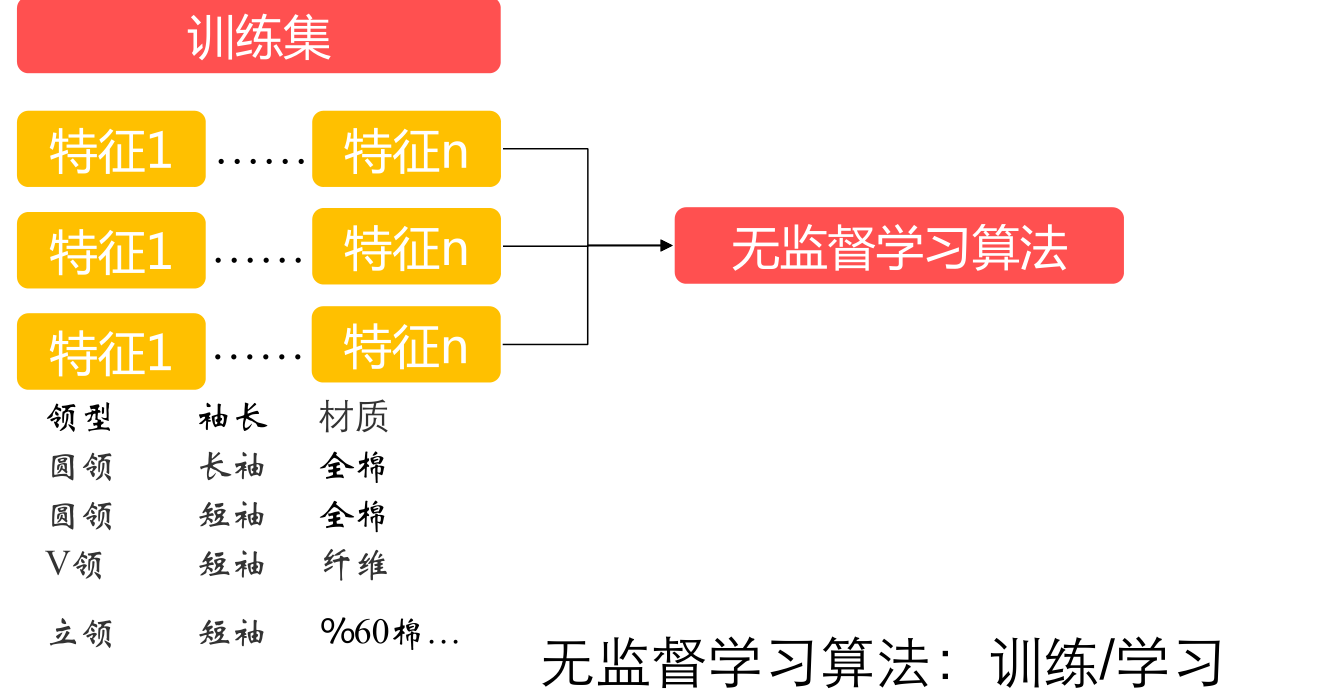 训练集
特征1 ...... 特征n
特征1 ...... 特征n
无监督学习算法
特征1 ...... 特征n
领型 袖长 材质
圆领 长袖 全棉
圆领 短袖 全棉
V领 短袖 纤维
立领 短袖 %60棉...
无监督学习算法：训练/学习